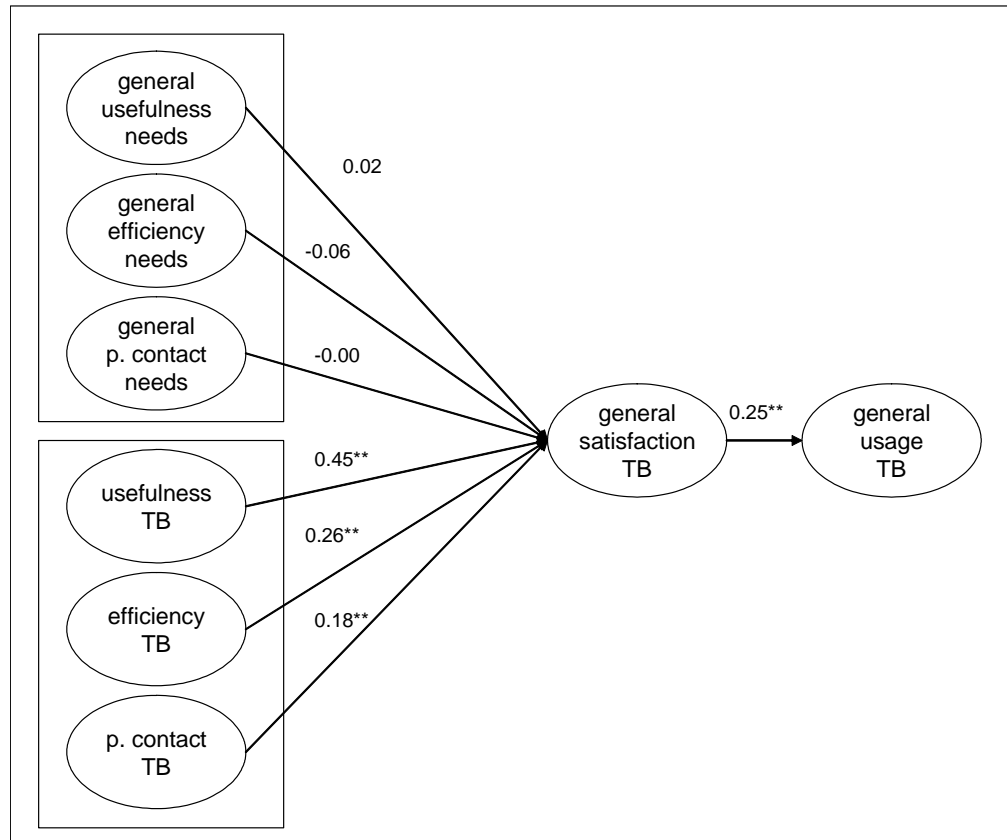 general
usefulness
needs
0.02
general
efficiency
needs
-0.06
general
p. contact
needs
-0.00
usefulness
TB
0.45**
efficiency
TB
0.26**
p. contact
TB
0.18**
general
satisfaction
TB
0.25**
general
usage
TB